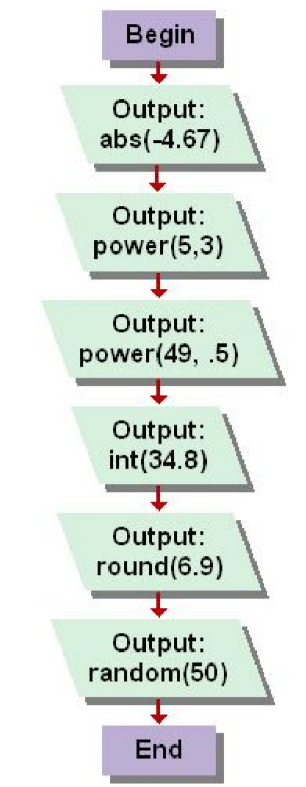 Begin
Output:
abs(-4.67)
Output:
power(5,3)
Output:
power(49, .5)
Output:
int(34.8)
Output:
round(6.9)
Output:
random(50)
End